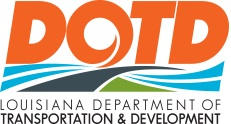 DOTD
LOUISIANA DEPARTMENT OF
TRANSPORTATION & DEVELOPMENT